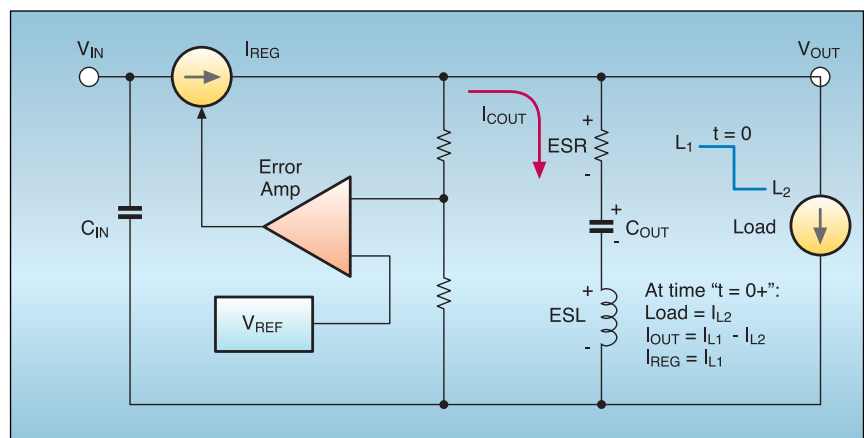 VIN
IREG
VOUT
ICOUT
+
ESR
-
L1
t = 0
L2
Error
Amp
CIN
+
COUT
-
Load
VREF
+
ESL
-
At time “t = 0+”:
Load = IL2
IOUT = IL1 - IL2
IREG = IL1